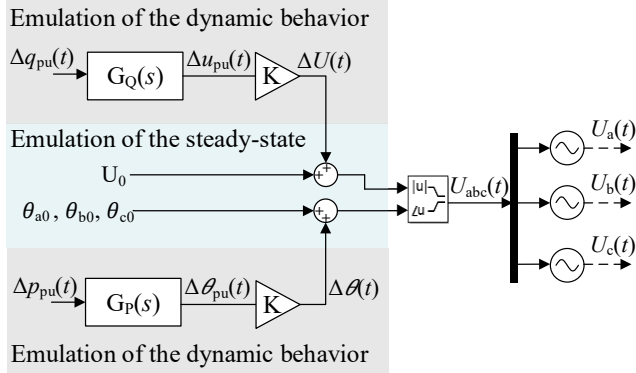 Emulation of the dynamic behavior
Δq_pu(t) G_Q(s) Δu_pu(t) K ΔU(t)
Emulation of the steady-state
U_0
θ_a0, θ_b0, θ_c0
|u|
∠u
U_abc(t)
U_a(t)
U_b(t)
U_c(t)
Δp_pu(t) G_P(s) Δθ_pu(t) K Δθ(t)
Emulation of the dynamic behavior